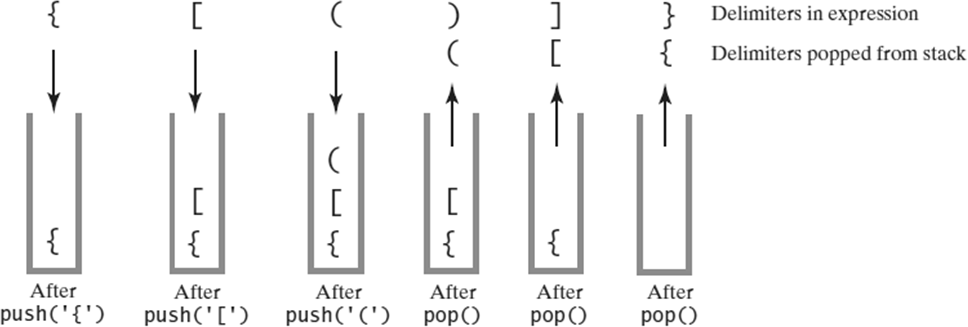 { [ ( ) ] } Delimiters in expression
( [ { Delimiters popped from stack
(
[ [ [
{ { { { {
After After After After After After
push('{') push('[') push('(') pop() pop() pop()